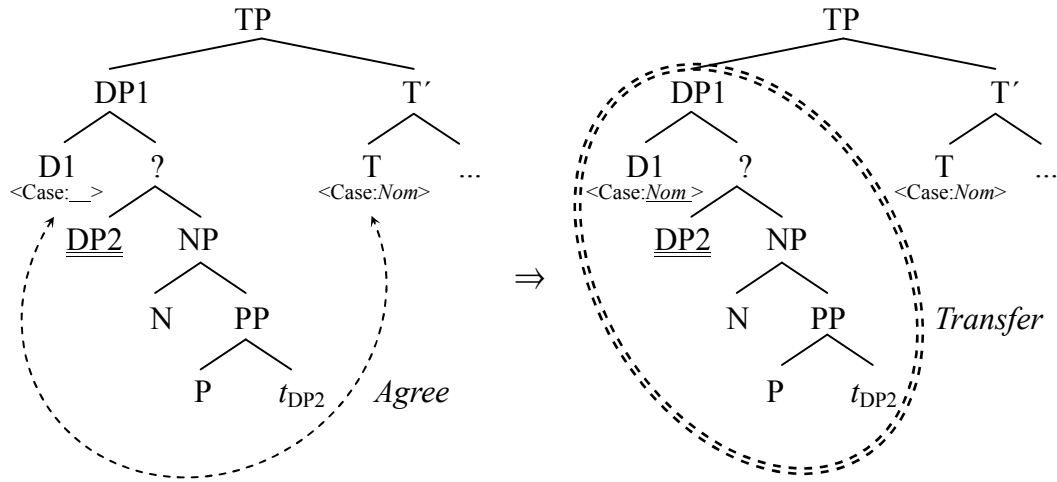 TP TP
DP1 T´ DP1 T´
D1 ? T ... D1 ? T ...
<Case:__> <Case:Nom> <Case:Nom > <Case:Nom>
DP2 NP DP2 NP
⇒
N PP N PP Transfer
P tDP2 Agree P tDP2